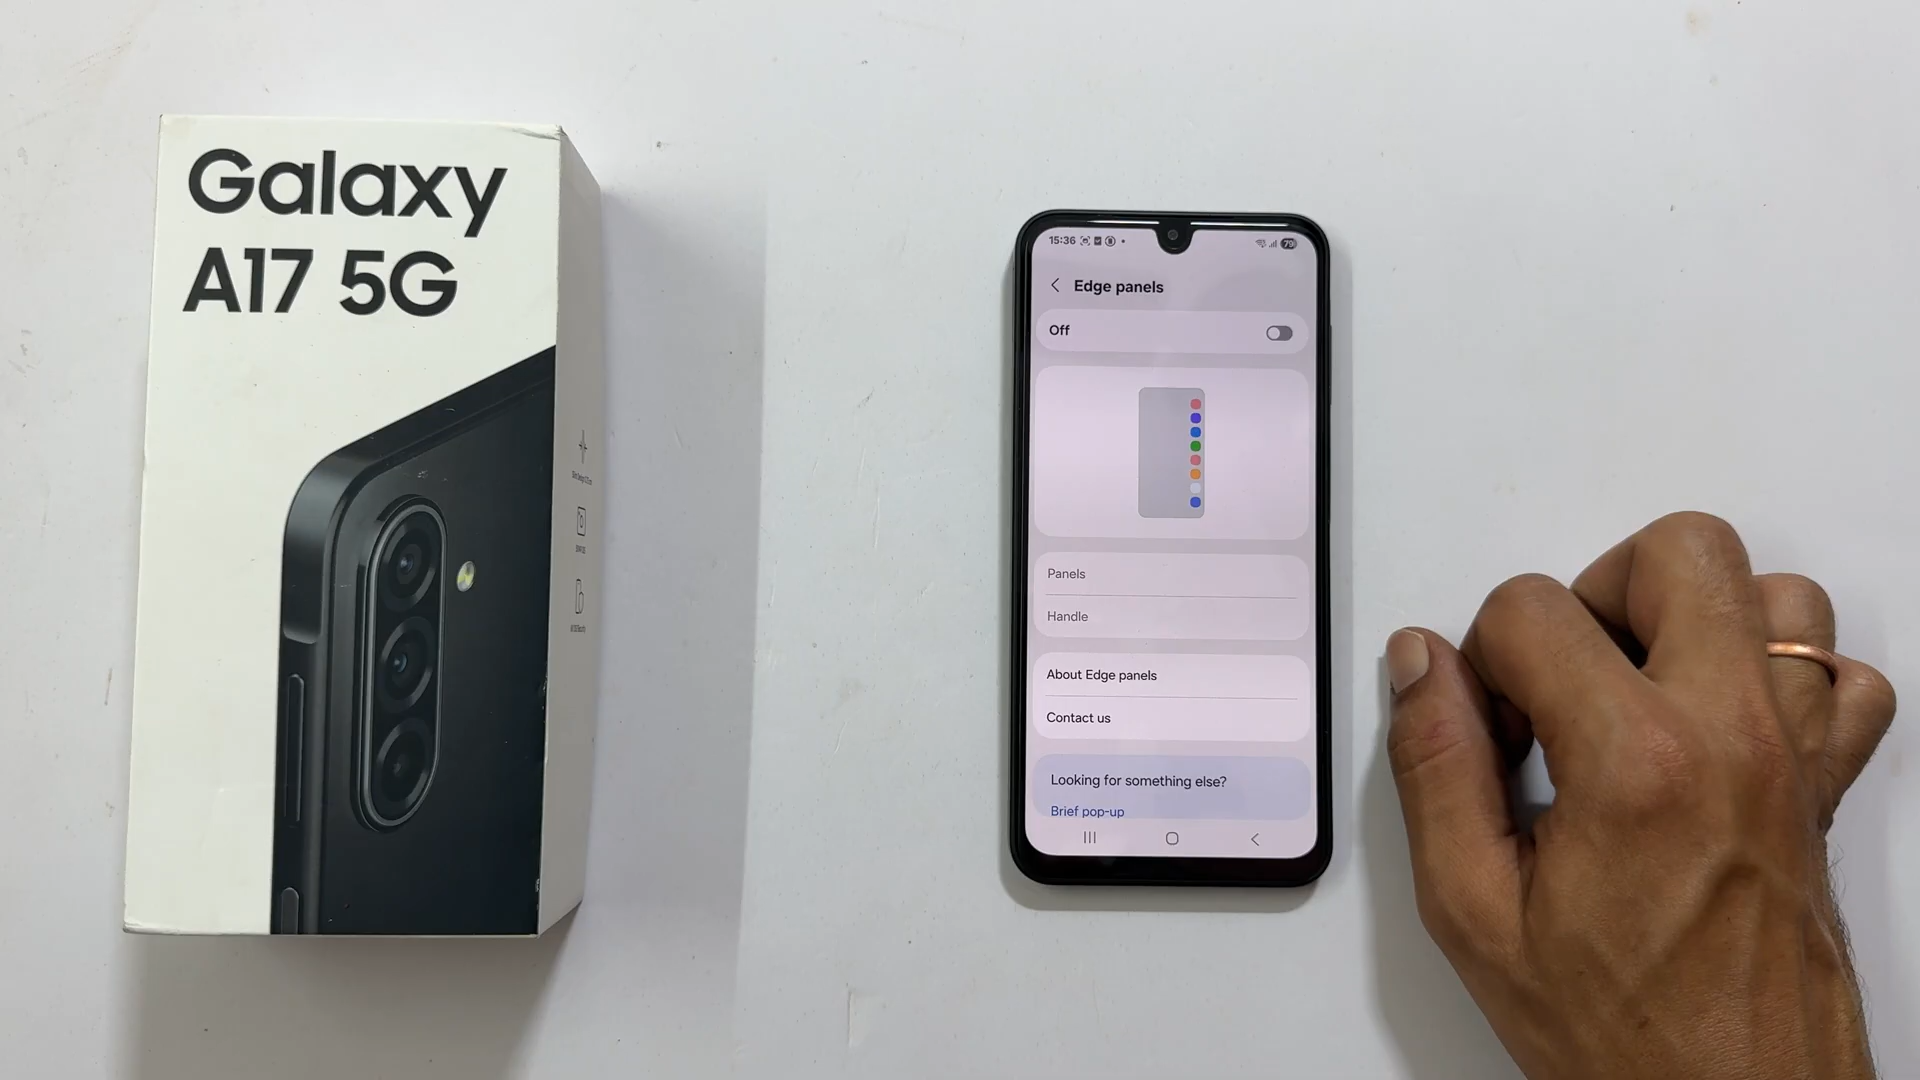 Galaxy
A17 5G
15:36
79
Edge panels
Off
Panels
Handle
About Edge panels
Contact us
Looking for something else?
Brief pop-up